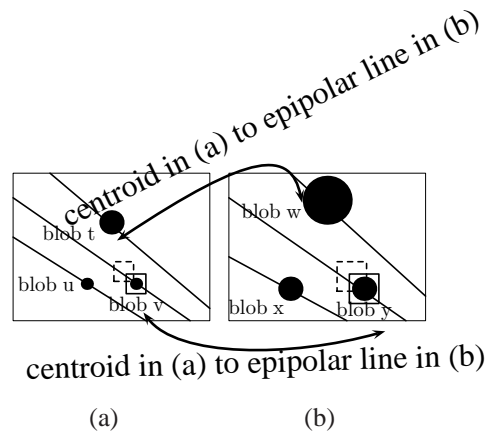 centroid in (a) to epipolar line in (b)
blob t
blob w
blob u
blob v
blob x
blob y
centroid in (a) to epipolar line in (b)
(a)
(b)